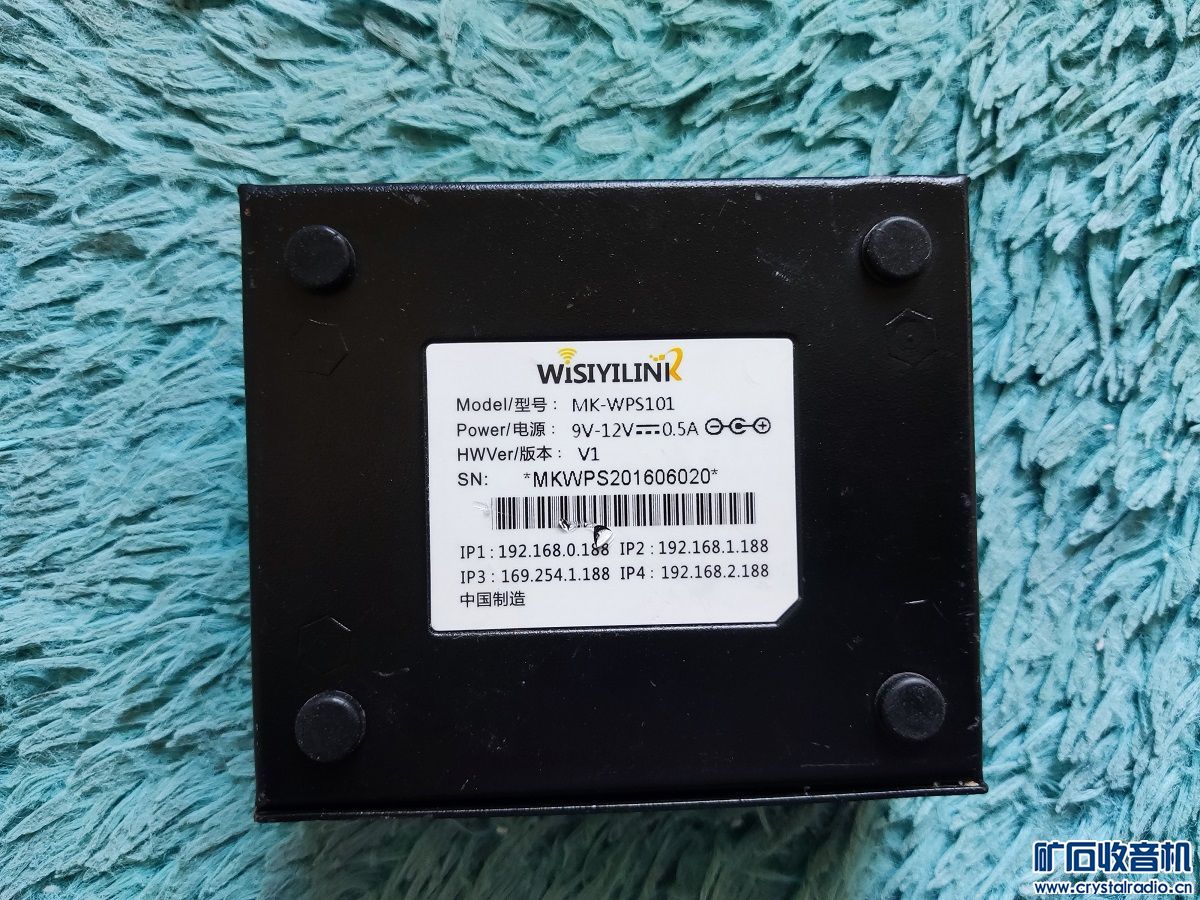 WiSIYILINK
Model/型号： MK-WPS101
Power/电源： 9V-12V 0.5A
HWVer/版本： V1
SN: *MKWPS201606020*
IP1：192.168.0.188 IP2：192.168.1.188
IP3：169.254.1.188 IP4：192.168.2.188
中国制造
矿石收音机
www.crystalradio.cn